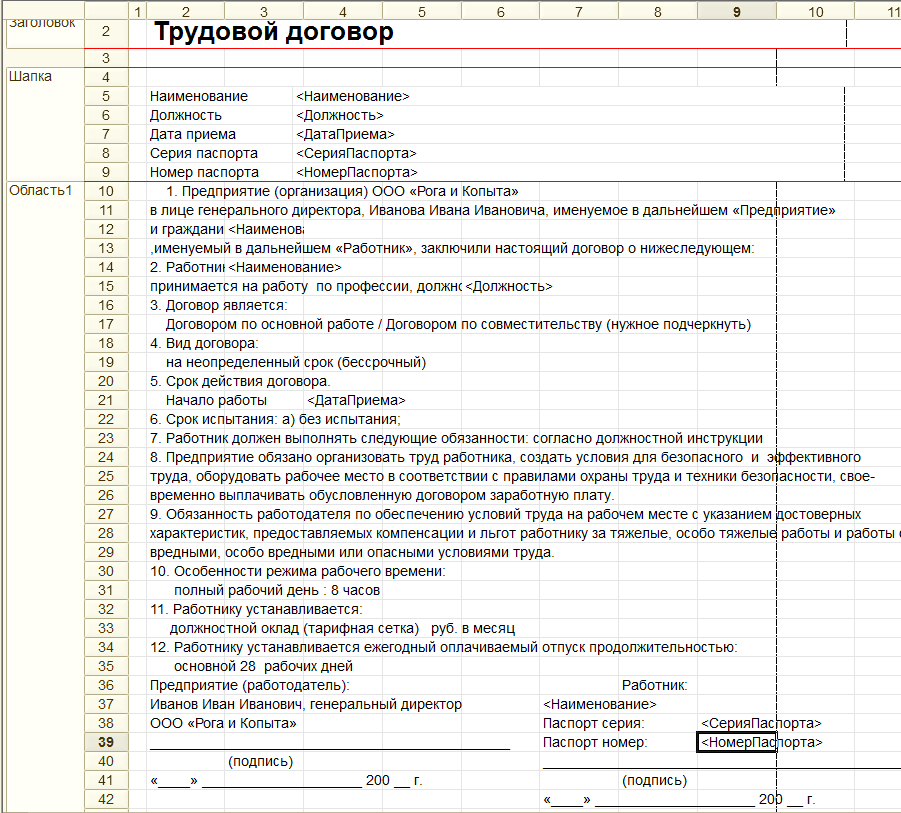 1 2 3 4 5 6 7 8 9 10 11
Заголовок
2 Трудовой договор
3
Шапка 4
5 Наименование <Наименование>
6 Должность <Должность>
7 Дата приема <ДатаПриема>
8 Серия паспорта <СерияПаспорта>
9 Номер паспорта <НомерПаспорта>
Область1 10 1. Предприятие (организация) ООО «Рога и Копыта»
11 в лице генерального директора, Иванова Ивана Ивановича, именуемое в дальнейшем «Предприятие»
12 и граждани <Наименова
13 ,именуемый в дальнейшем «Работник», заключили настоящий договор о нижеследующем:
14 2. Работник <Наименование>
15 принимается на работу по профессии, должно <Должность>
16 3. Договор является:
17 Договором по основной работе / Договором по совместительству (нужное подчеркнуть)
18 4. Вид договора:
19 на неопределенный срок (бессрочный)
20 5. Срок действия договора.
21 Начало работы <ДатаПриема>
22 6. Срок испытания: а) без испытания;
23 7. Работник должен выполнять следующие обязанности: согласно должностной инструкции
24 8. Предприятие обязано организовать труд работника, создать условия для безопасного и эффективного
25 труда, оборудовать рабочее место в соответствии с правилами охраны труда и техники безопасности, свое-
26 временно выплачивать обусловленную договором заработную плату.
27 9. Обязанность работодателя по обеспечению условий труда на рабочем месте с указанием достоверных
28 характеристик, предоставляемых компенсации и льгот работнику за тяжелые, особо тяжелые работы и работы с
29 вредными, особо вредными или опасными условиями труда.
30 10. Особенности режима рабочего времени:
31 полный рабочий день : 8 часов
32 11. Работнику устанавливается:
33 должностной оклад (тарифная сетка) руб. в месяц
34 12. Работнику устанавливается ежегодный оплачиваемый отпуск продолжительностью:
35 основной 28 рабочих дней
36 Предприятие (работодатель): Работник:
37 Иванов Иван Иванович, генеральный директор <Наименование>
38 ООО «Рога и Копыта» Паспорт серия: <СерияПаспорта>
39 Паспорт номер: <НомерПаспорта>
40 (подпись)
41 «____» ____________________ 200 __ г. (подпись)
42 «____» ____________________ 200 __ г.